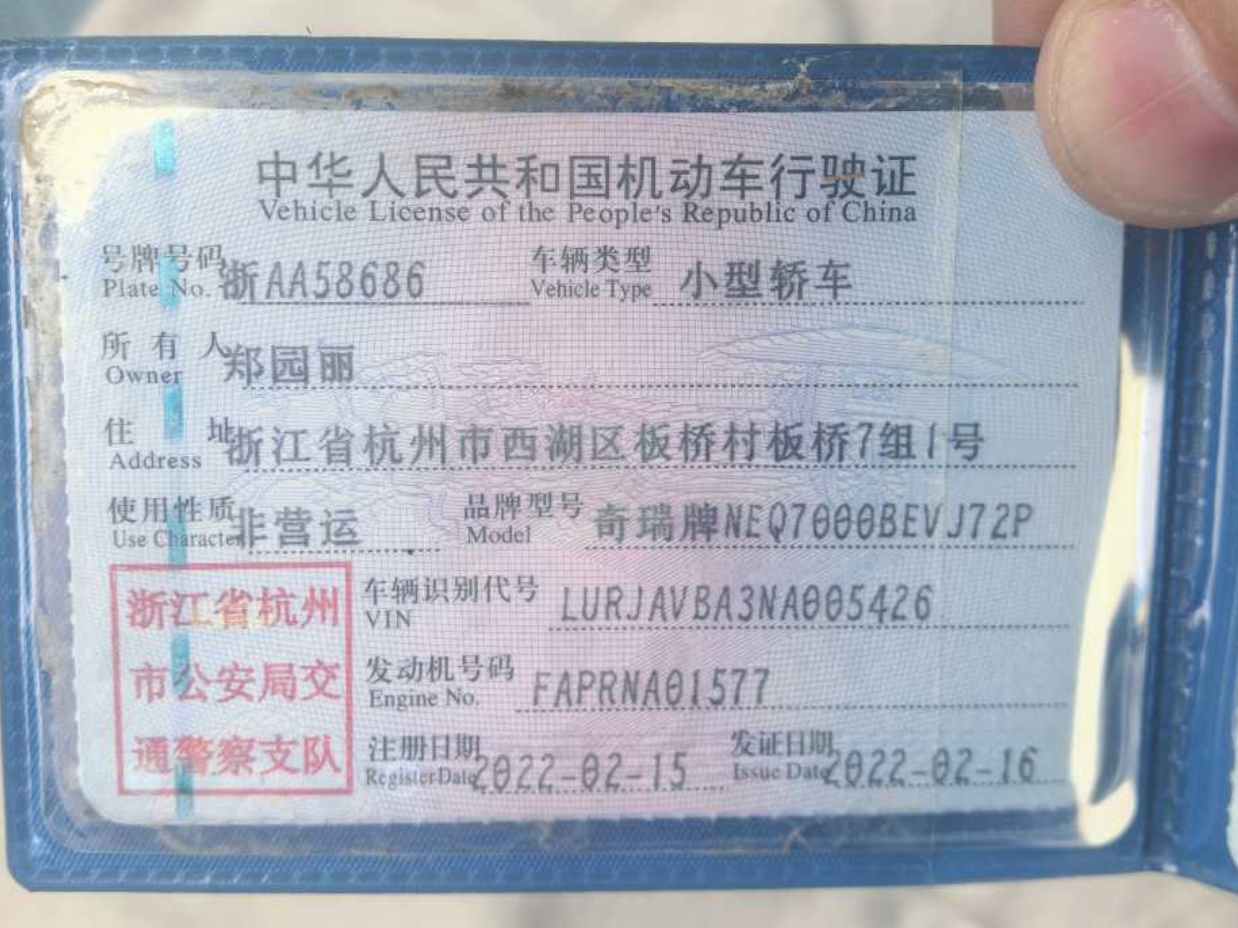 中华人民共和国机动车行驶证
Vehicle License of the People's Republic of China
号牌号码 浙AA58686 车辆类型 小型轿车
Plate No. Vehicle Type
所有人 郑园丽
Owner
住址 浙江省杭州市西湖区板桥村板桥7组1号
Address
使用性质 非营运 品牌型号 奇瑞牌NEQ7000BEVJ72P
Use Character Model
浙江省杭州 车辆识别代号 LURJAVBA3NA005426
VIN
市公安局交 发动机号码 FAPRNA01577
Engine No.
通警察支队 注册日期 2022-02-15 发证日期 2022-02-16
Register Date Issue Date